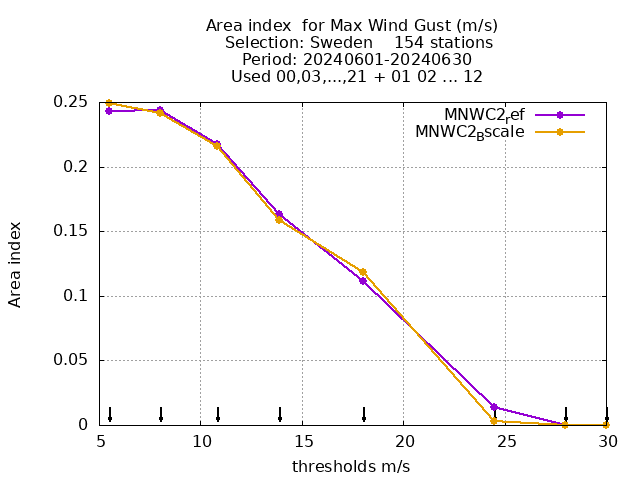 Area index  for Max Wind Gust (m/s)
Selection: Sweden    154 stations
Period: 20240601-20240630
Used 00,03,...,21 + 01 02 ... 12
MNWC2ref
MNWC2Bscale
0.25
0.2
0.15
0.1
0.05
0
Area index
5 10 15 20 25 30
thresholds m/s